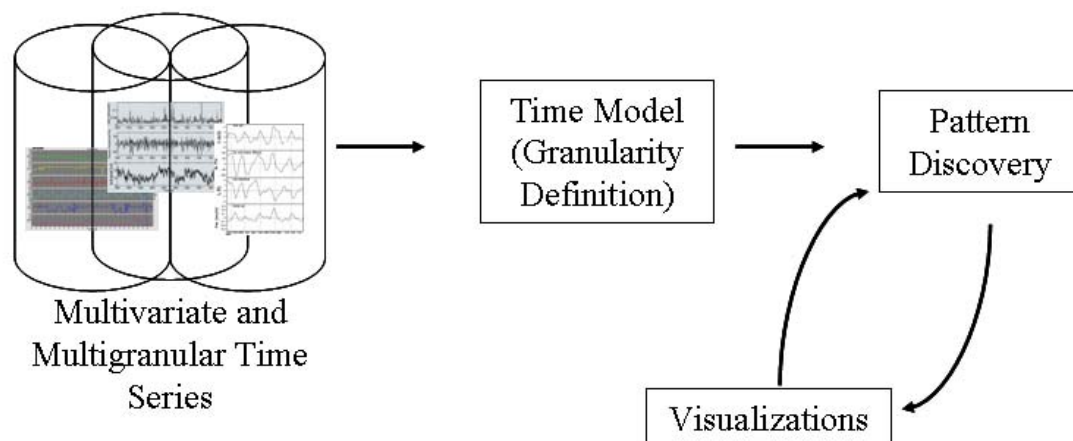 Multivariate and
Multigranular Time
Series
Time Model
(Granularity
Definition)
Pattern
Discovery
Visualizations